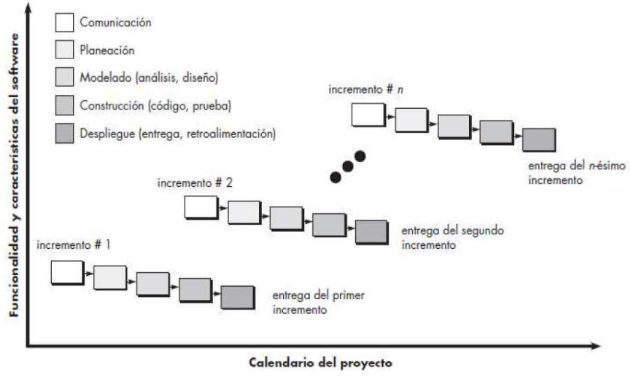 Funcionalidad y características del software
Comunicación
Planeación
Modelado (análisis, diseño)
Construcción (código, prueba)
Despliegue (entrega, retroalimentación)
incremento # n
entrega del n-ésimo
incremento
incremento # 2
entrega del segundo
incremento
incremento # 1
entrega del primer
incremento
Calendario del proyecto